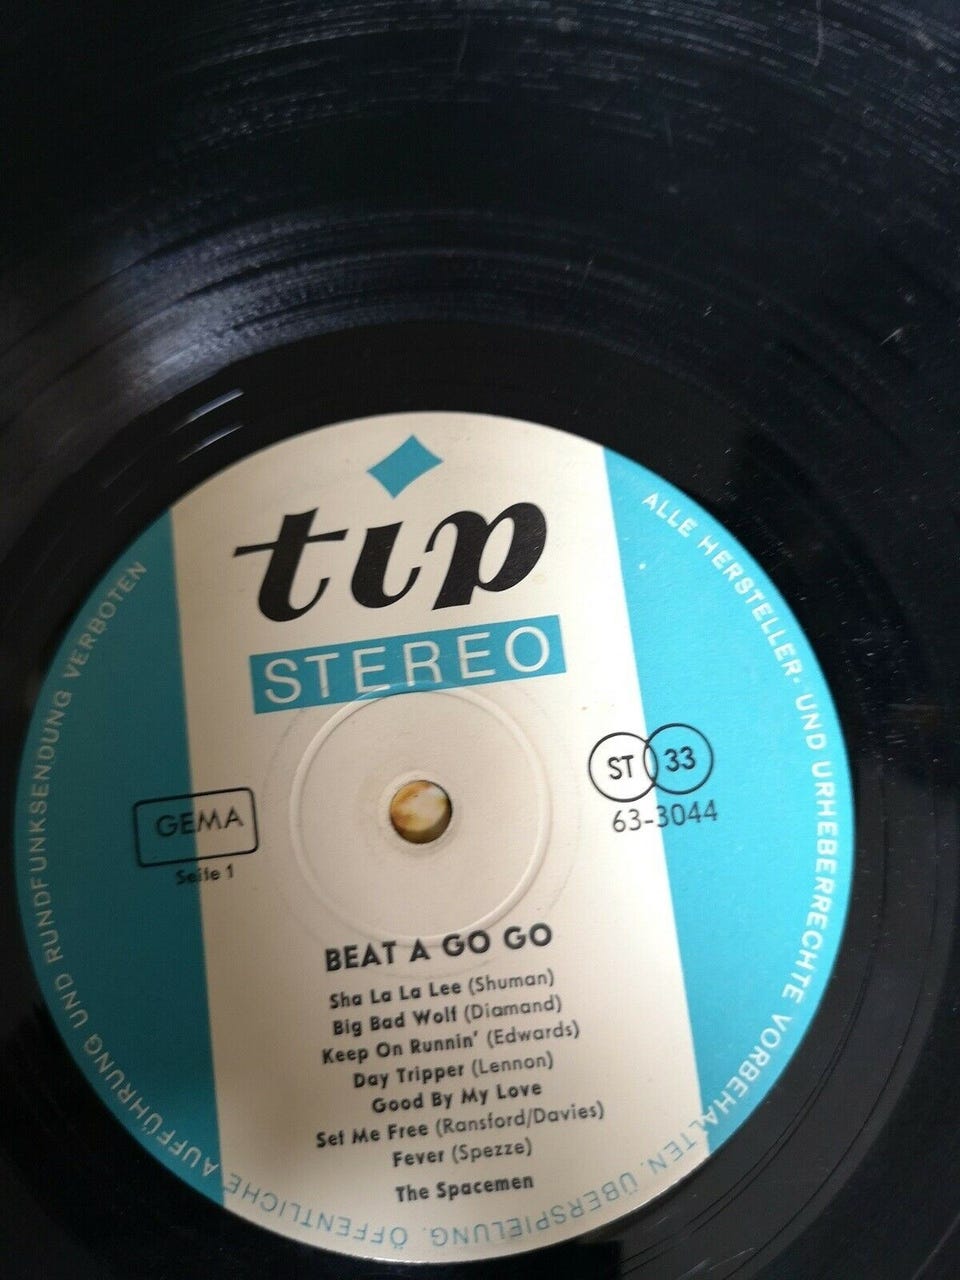 tip
STEREO
ST 33
63-3044
GEMA
Seite 1
BEAT A GO GO
Sha La La Lee (Shuman)
Big Bad Wolf (Diamand)
Keep On Runnin' (Edwards)
Day Tripper (Lennon)
Good By My Love
Set Me Free (Ransford/Davies)
Fever (Spezze)
The Spacemen
ALLE HERSTELLER- UND URHEBERRECHTE VORBEHALTEN. ÜBERSPIELUNG. ÖFFENTLICHE AUFFÜHRUNG UND RUNDFUNKSENDUNG VERBOTEN